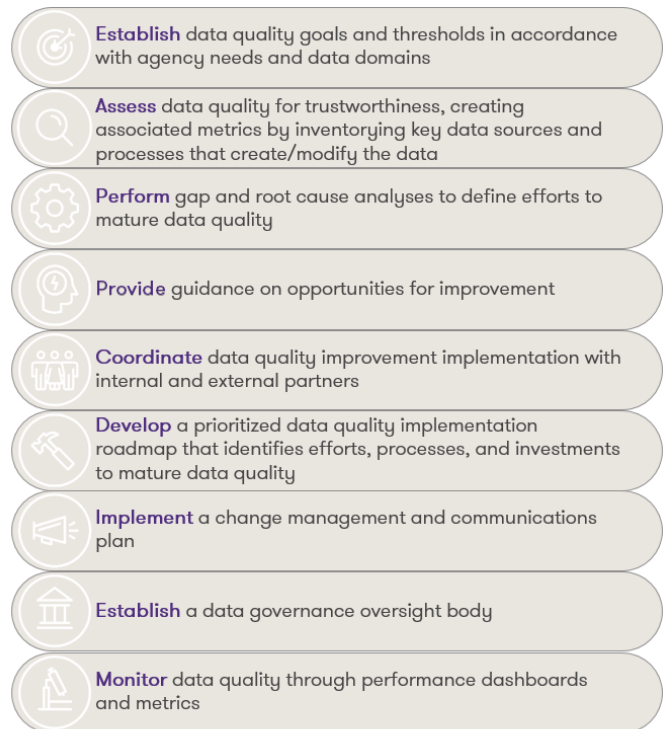 Establish data quality goals and thresholds in accordance
with agency needs and data domains
Assess data quality for trustworthiness, creating
associated metrics by inventorying key data sources and
processes that create/modify the data
Perform gap and root cause analyses to define efforts to
mature data quality
Provide guidance on opportunities for improvement
Coordinate data quality improvement implementation with
internal and external partners
Develop a prioritized data quality implementation
roadmap that identifies efforts, processes, and investments
to mature data quality
Implement a change management and communications
plan
Establish a data governance oversight body
Monitor data quality through performance dashboards
and metrics